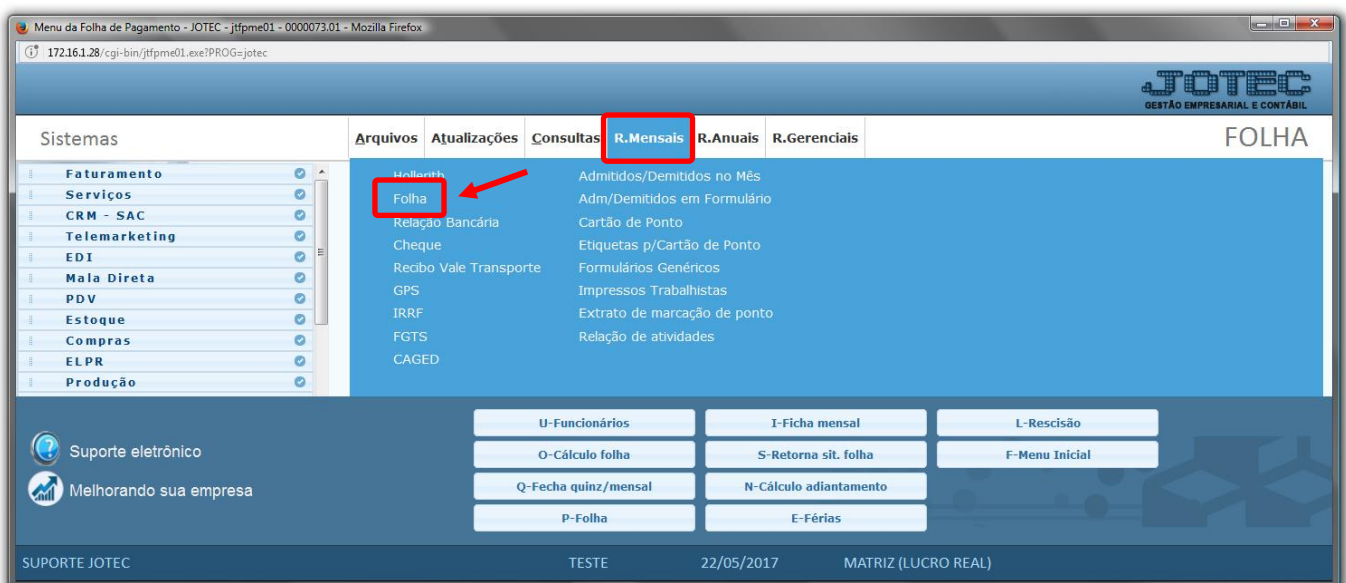 Menu da Folha de Pagamento - JOTEC - jtfpme01 - 0000073.01 - Mozilla Firefox
172.16.1.28/cgi-bin/jtfpme01.exe?PROG=jotec
JOTEC
GESTÃO EMPRESARIAL E CONTÁBIL
Sistemas
Arquivos Atualizações Consultas R.Mensais R.Anuais R.Gerenciais
FOLHA
Faturamento
Serviços
CRM - SAC
Telemarketing
EDI
Mala Direta
PDV
Estoque
Compras
ELPR
Produção
Hollerith
Folha
Relação Bancária
Cheque
Recibo Vale Transporte
GPS
IRRF
FGTS
CAGED
Admitidos/Demitidos no Mês
Adm/Demitidos em Formulário
Cartão de Ponto
Etiquetas p/Cartão de Ponto
Formulários Genéricos
Impressos Trabalhistas
Extrato de marcação de ponto
Relação de atividades
Suporte eletrônico
Melhorando sua empresa
U-Funcionários I-Ficha mensal L-Rescisão
O-Cálculo folha S-Retorna sit. folha F-Menu Inicial
Q-Fecha quinz/mensal N-Cálculo adiantamento
P-Folha E-Férias
SUPORTE JOTEC TESTE 22/05/2017 MATRIZ (LUCRO REAL)